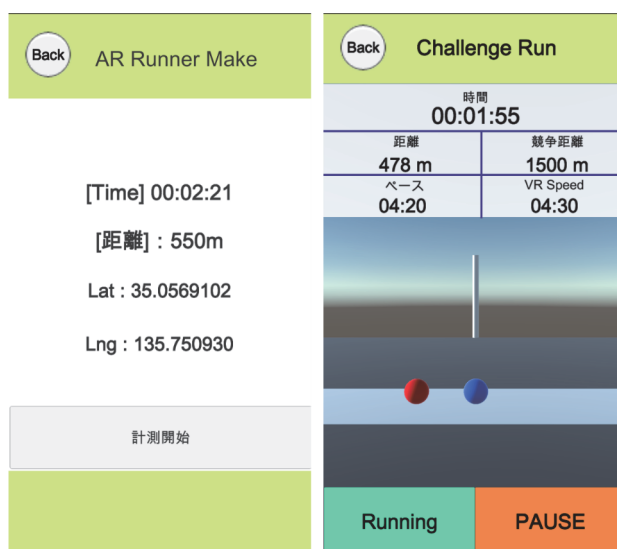 Back
AR Runner Make
[Time] 00:02:21
[距離]：550m
Lat : 35.0569102
Lng : 135.750930
計測開始
Back
Challenge Run
時間
00:01:55
距離
競争距離
478 m
1500 m
ペース
VR Speed
04:20
04:30
Running
PAUSE